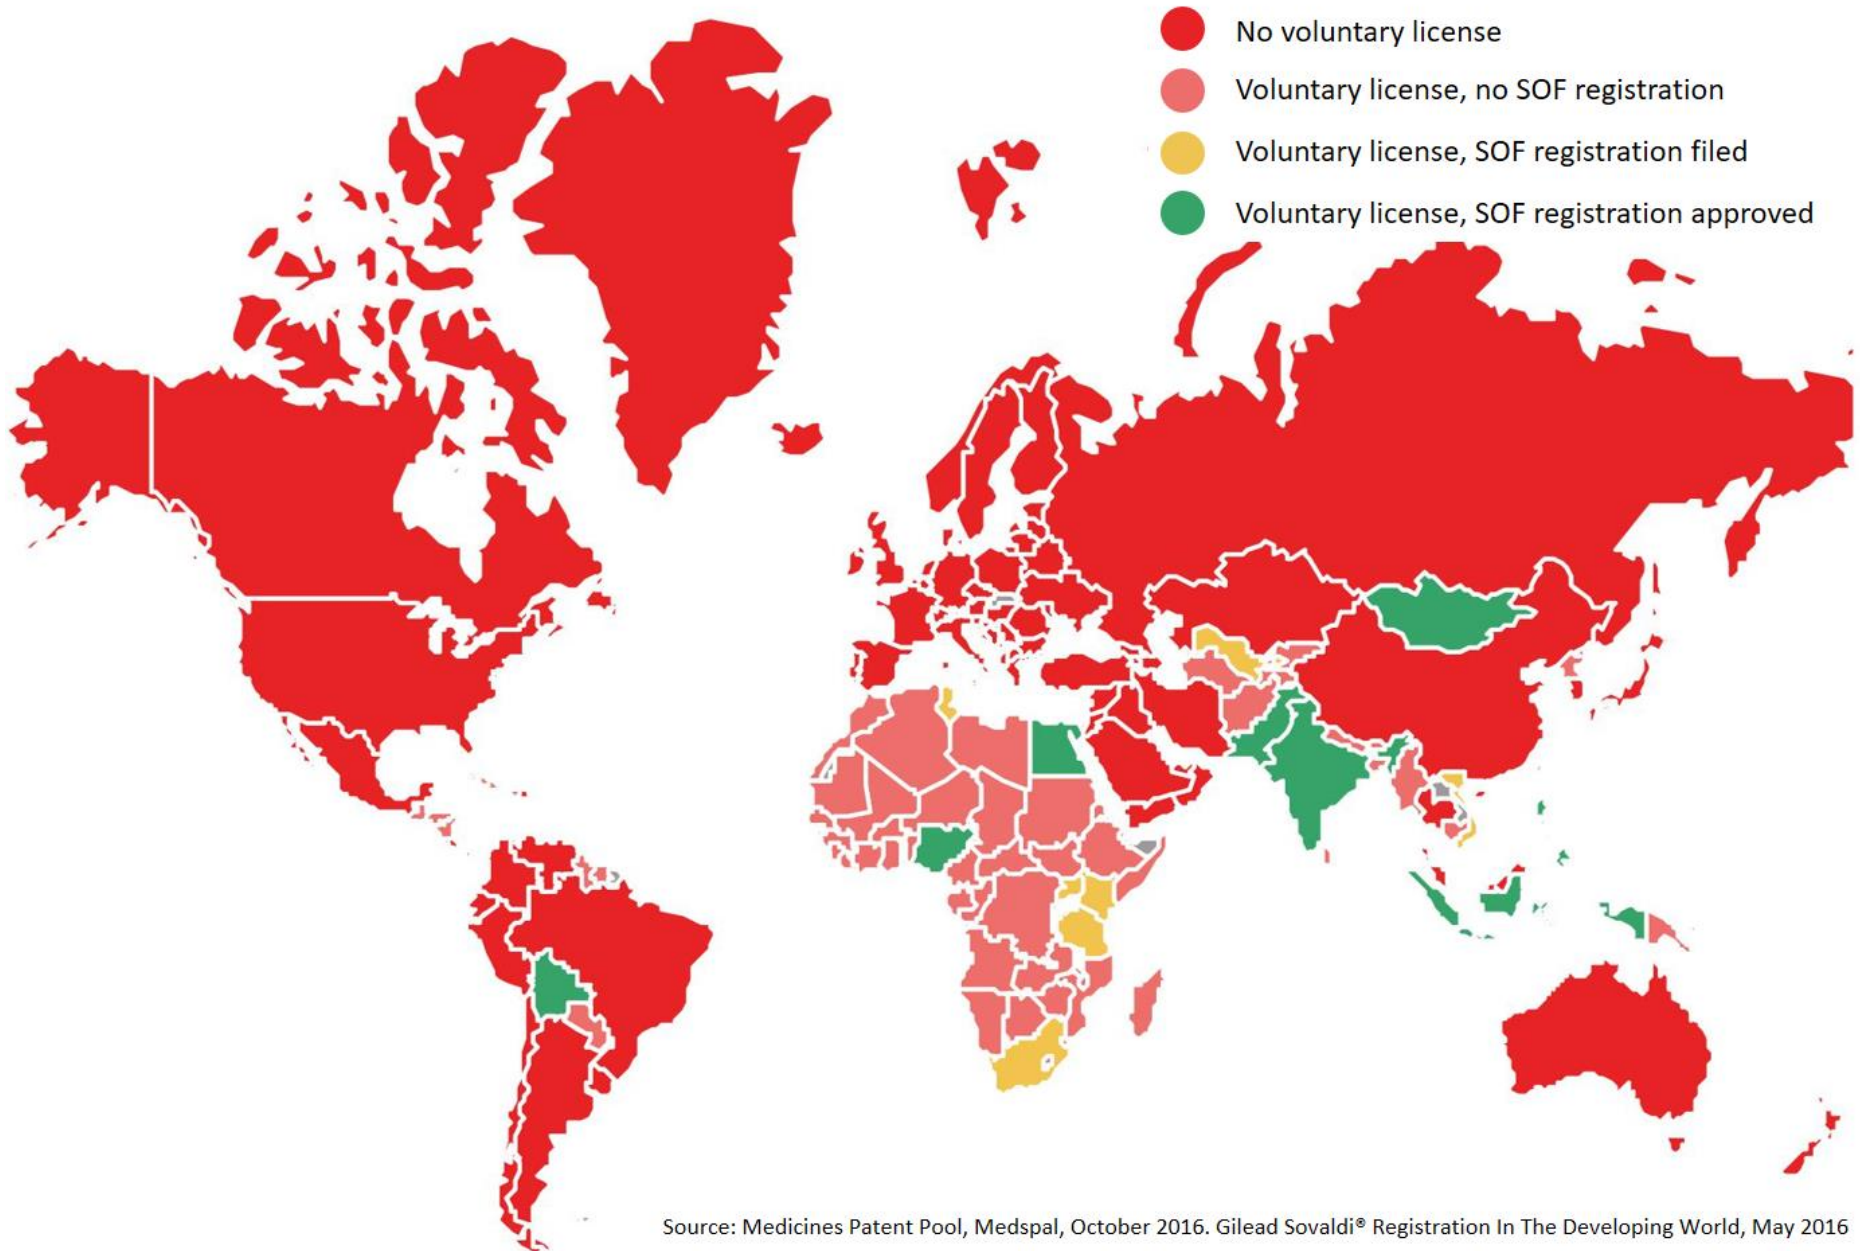 No voluntary license
Voluntary license, no SOF registration
Voluntary license, SOF registration filed
Voluntary license, SOF registration approved
Source: Medicines Patent Pool, Medspal, October 2016. Gilead Sovaldi® Registration In The Developing World, May 2016